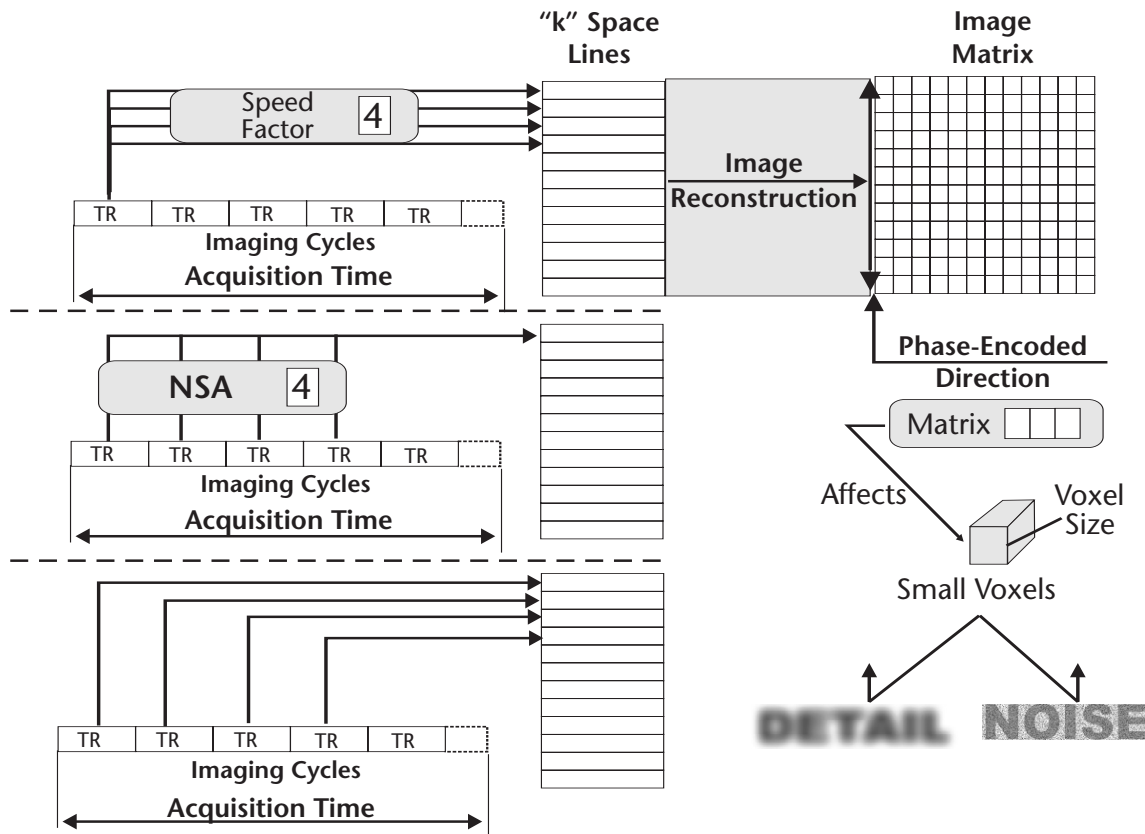 “k” Space
Lines
Image
Matrix
Speed
Factor
4
Image
Reconstruction
TR TR TR TR TR
Imaging Cycles
Acquisition Time
NSA 4
TR TR TR TR TR
Imaging Cycles
Acquisition Time
Phase-Encoded
Direction
Matrix
Affects
Voxel
Size
Small Voxels
DETAIL NOISE
TR TR TR TR TR
Imaging Cycles
Acquisition Time